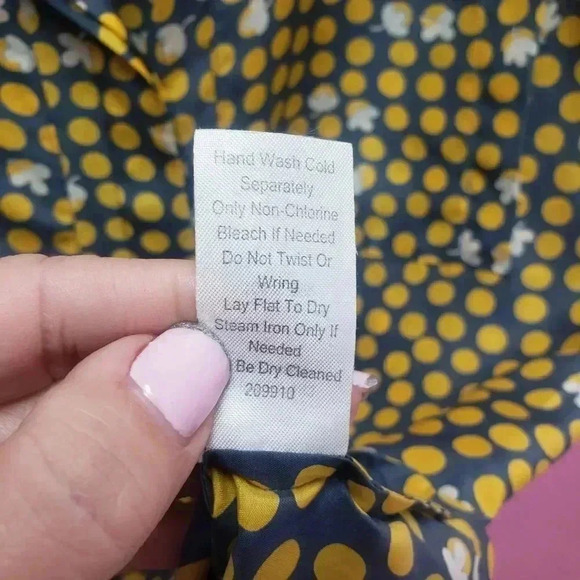 Hand Wash Cold
Separately
Only Non-Chlorine
Bleach If Needed
Do Not Twist Or
Wring
Lay Flat To Dry
Steam Iron Only If
Needed
Be Dry Cleaned
209910